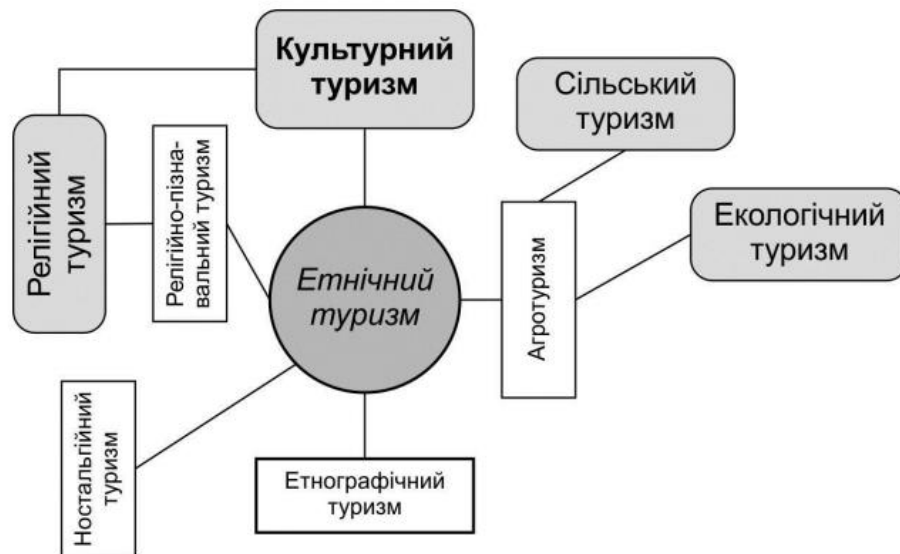 Культурний
туризм
Сільський
туризм
Релігійний
туризм
Релігійно-пізна-
вальний туризм
Екологічний
туризм
Етнічний
туризм
Агротуризм
Ностальгійний
туризм
Етнографічний
туризм